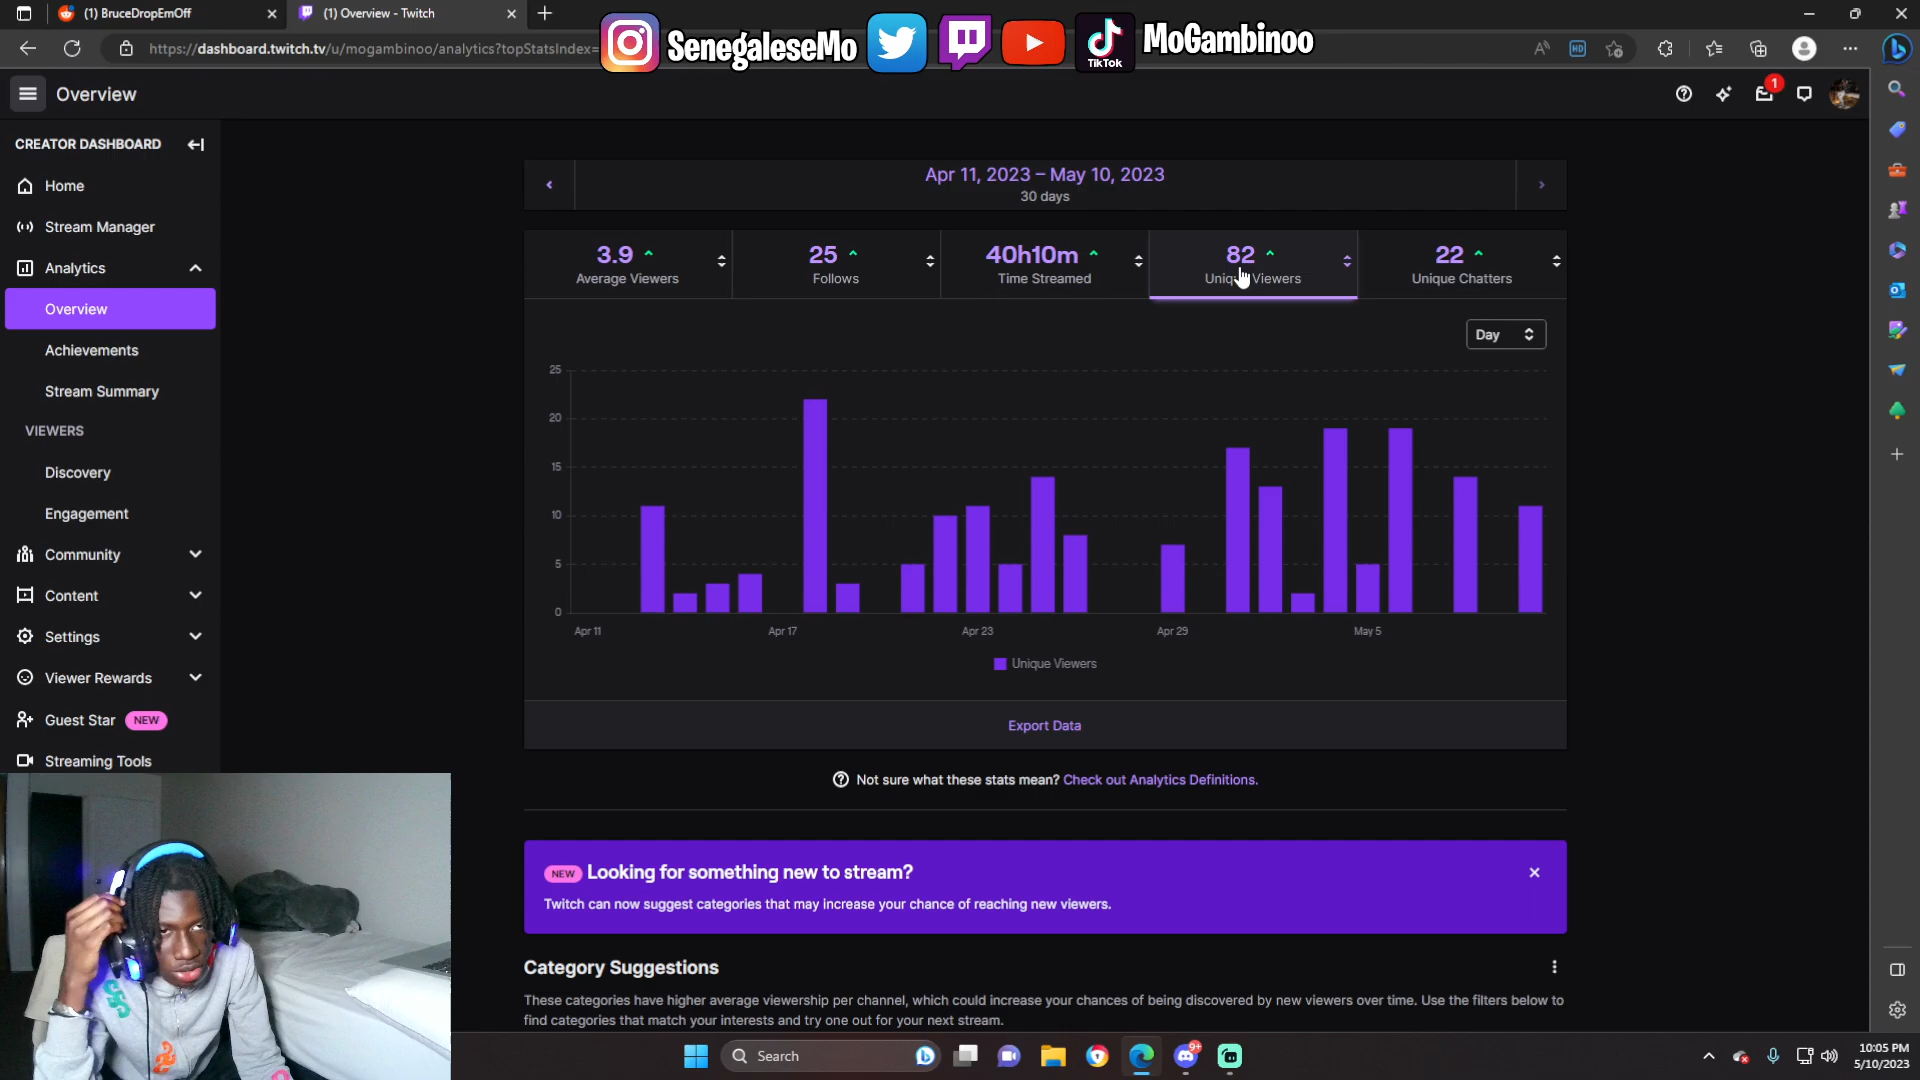 (1) BruceDropEmOff
(1) Overview - Twitch
https://dashboard.twitch.tv/u/mogambinoo/analytics?topStatsIndex=
SenegaleseMo
TikTok
MoGambinoo
HD
Overview
1
CREATOR DASHBOARD
Home
Stream Manager
Analytics
Overview
Achievements
Stream Summary
VIEWERS
Discovery
Engagement
Community
Content
Settings
Viewer Rewards
Guest Star NEW
Streaming Tools
Apr 11, 2023 – May 10, 2023
30 days
3.9
Average Viewers
25
Follows
40h10m
Time Streamed
82
Unique Viewers
22
Unique Chatters
Day
25
20
15
10
5
0
Apr 11
Apr 17
Apr 23
Apr 29
May 5
Unique Viewers
Export Data
Not sure what these stats mean? Check out Analytics Definitions.
NEW Looking for something new to stream?
Twitch can now suggest categories that may increase your chance of reaching new viewers.
Category Suggestions
These categories have higher average viewership per channel, which could increase your chances of being discovered by new viewers over time. Use the filters below to
find categories that match your interests and try one out for your next stream.
Search
9+
10:05 PM
5/10/2023